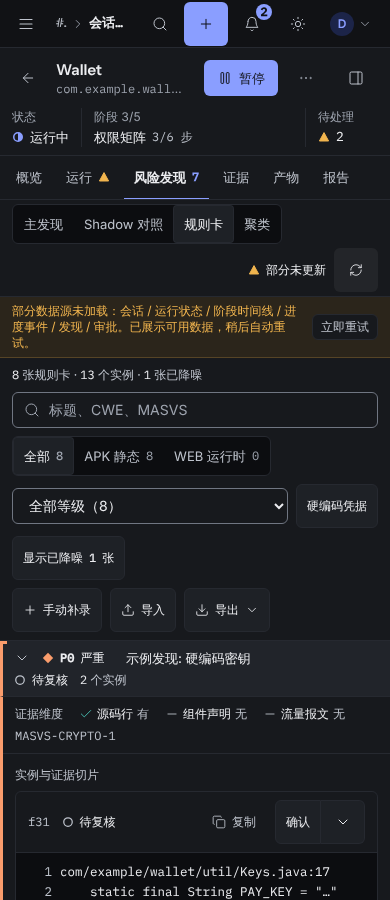 #. > 会话…
2
D
Wallet
com.example.wall…
暂停
状态
运行中
阶段 3/5
权限矩阵 3/6 步
待处理
2
概览 运行 风险发现 7 证据 产物 报告
主发现 Shadow 对照 规则卡 聚类
部分未更新
部分数据源未加载：会话 / 运行状态 / 阶段时间线 / 进
度事件 / 发现 / 审批。已展示可用数据，稍后自动重
试。
立即重试
8 张规则卡 · 13 个实例 · 1 张已降噪
标题、CWE、MASVS
全部 8 APK 静态 8 WEB 运行时 0
全部等级（8）
硬编码凭据
显示已降噪 1 张
手动补录 导入 导出
P0 严重 示例发现: 硬编码密钥
待复核 2 个实例
证据维度 源码行 有 组件声明 无 流量报文 无
MASVS-CRYPTO-1
实例与证据切片
f31 待复核 复制 确认
1 com/example/wallet/util/Keys.java:17
2 static final String PAY_KEY = "…"